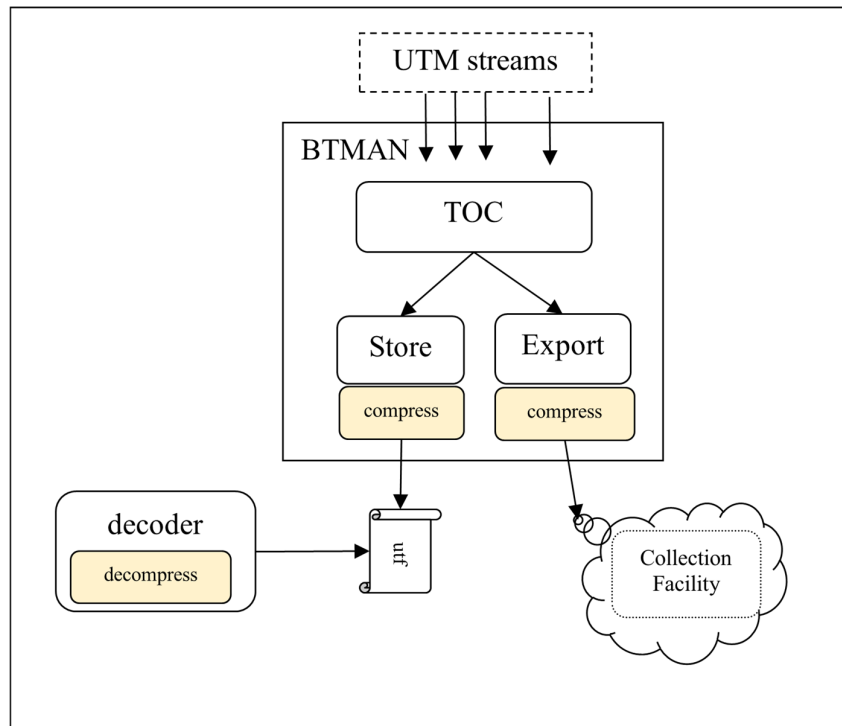 UTM streams
BTMAN
TOC
Store
Export
compress
compress
decoder
decompress
utf
Collection
Facility